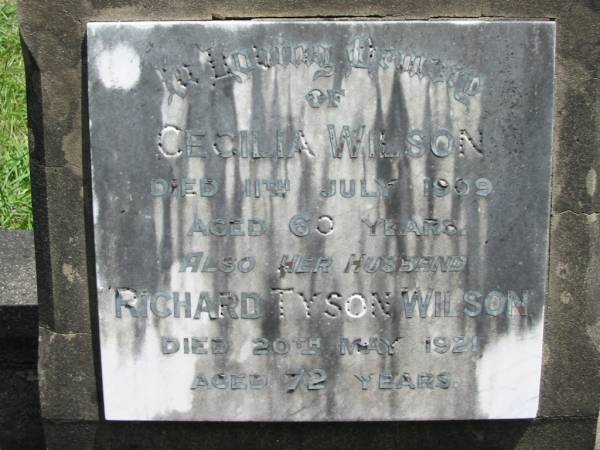 In Loving Memory
OF
CECILIA WILSON
DIED 11TH JULY 1909
AGED 60 YEARS.
ALSO HER HUSBAND
RICHARD TYSON WILSON
DIED 20TH MAY 1921
AGED 72 YEARS.